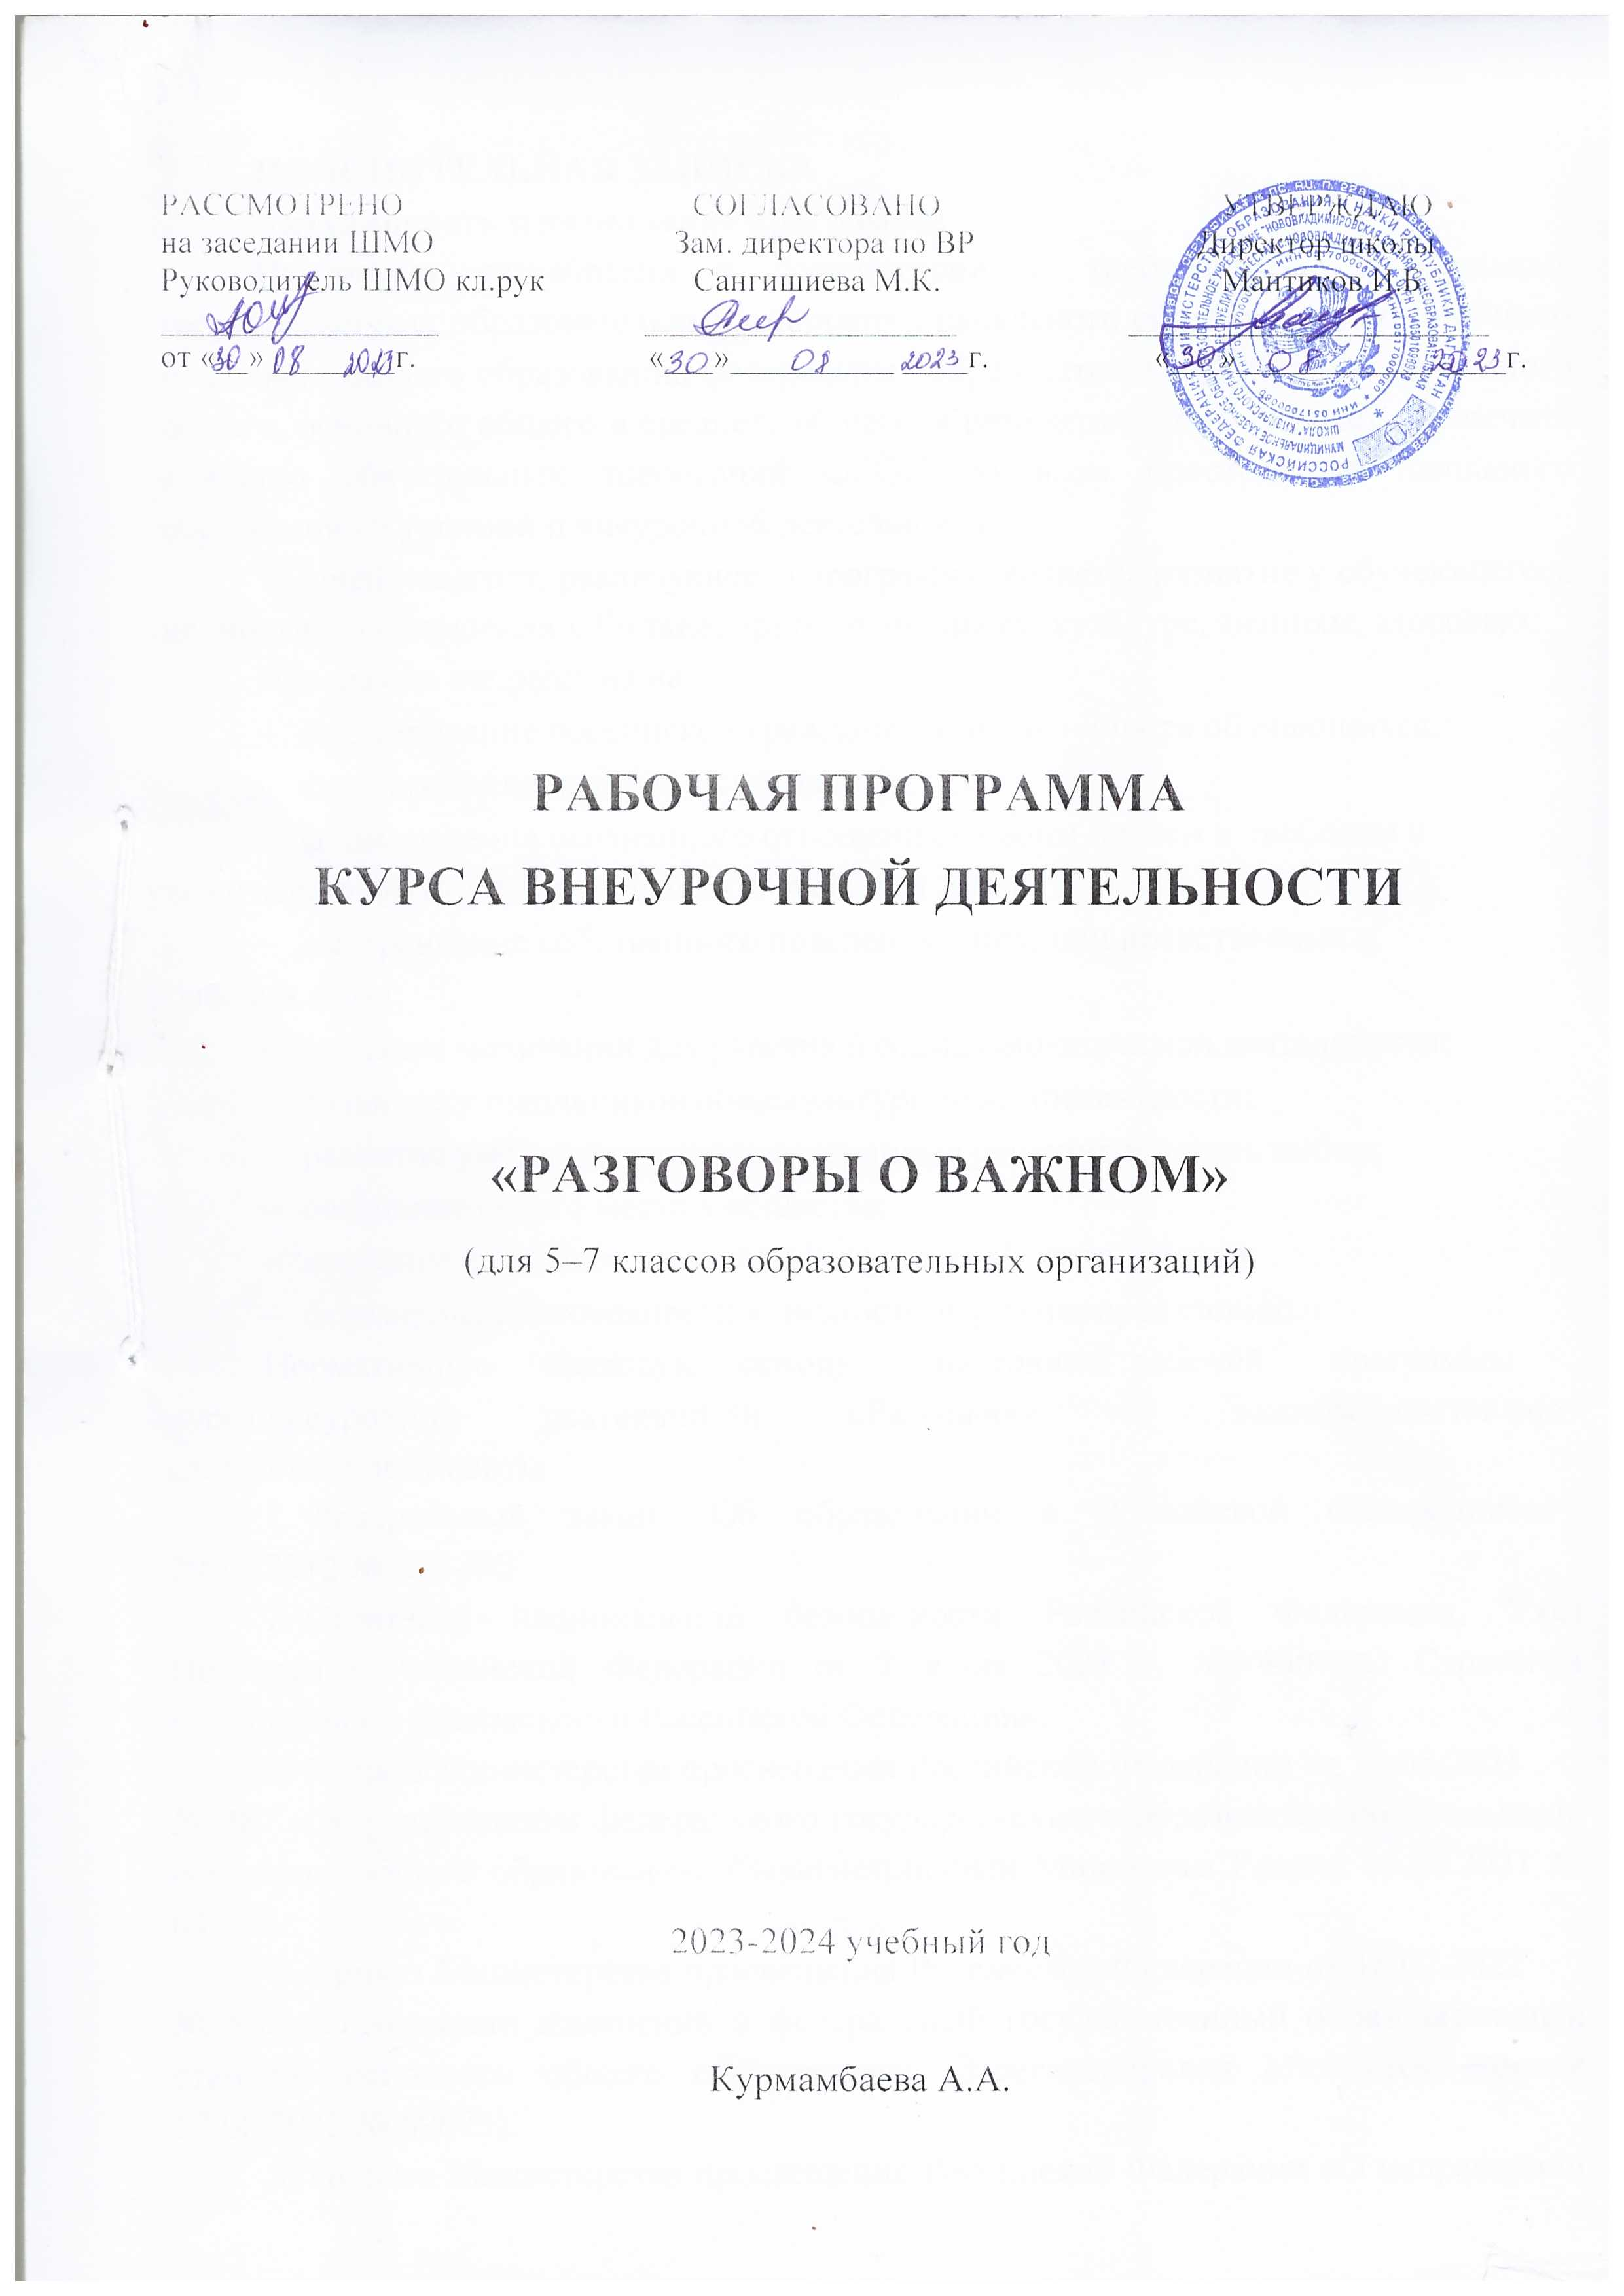 РАССМОТРЕНО
на заседании ШМО
Руководитель ШМО кл.рук
от «30» 08 2023 г.
СОГЛАСОВАНО
Зам. директора по ВР
Сангишиева М.К.
«30» 08 2023 г.
УТВЕРЖДАЮ
Директор школы
Мантиков И.Б.
«30» 08 2023 г.
РАБОЧАЯ ПРОГРАММА
КУРСА ВНЕУРОЧНОЙ ДЕЯТЕЛЬНОСТИ
«РАЗГОВОРЫ О ВАЖНОМ»
(для 5–7 классов образовательных организаций)
2023-2024 учебный год
Курмамбаева А.А.